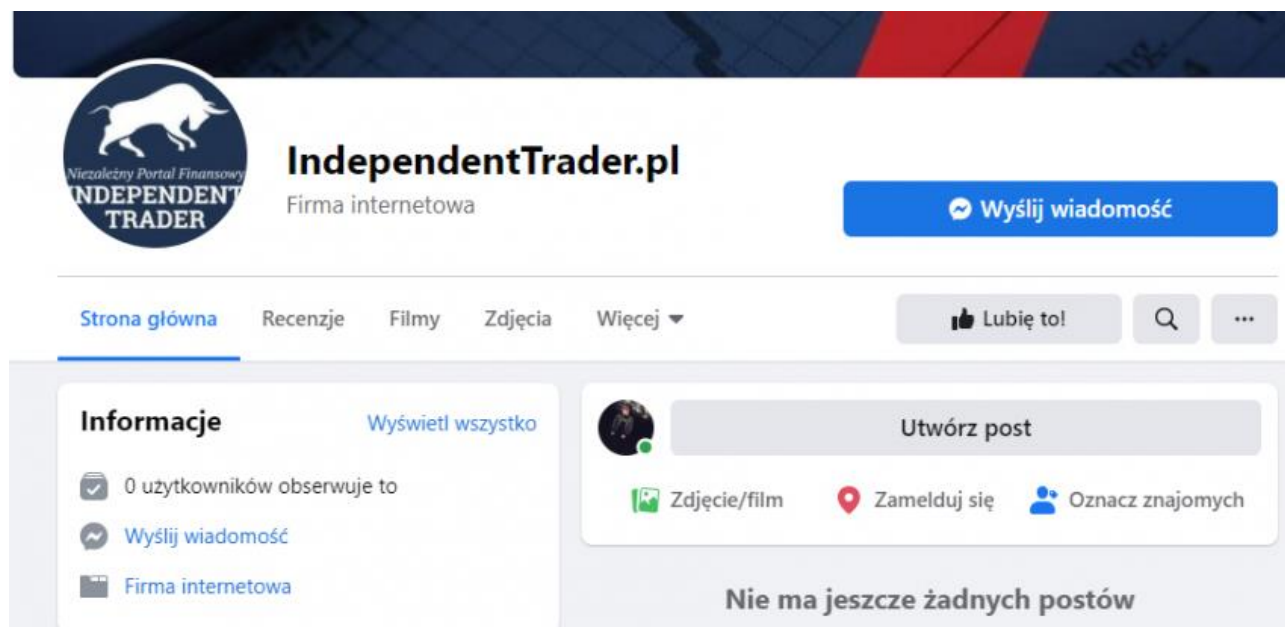 Niezależny Portal Finansowy
INDEPENDENT
TRADER
IndependentTrader.pl
Firma internetowa
Wyślij wiadomość
Strona główna
Recenzje
Filmy
Zdjęcia
Więcej
Lubię to!
Informacje
Wyświetl wszystko
0 użytkowników obserwuje to
Wyślij wiadomość
Firma internetowa
Utwórz post
Zdjęcie/film
Zamelduj się
Oznacz znajomych
Nie ma jeszcze żadnych postów